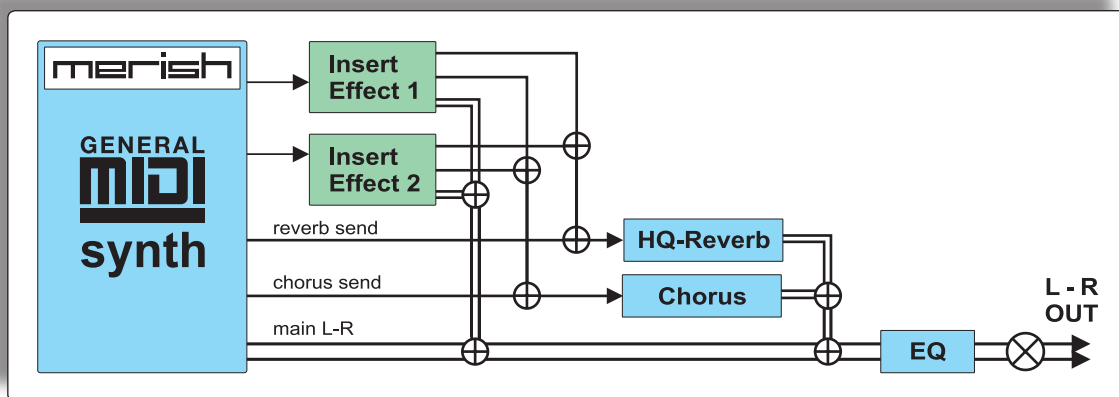 merish
GENERAL
MIDI
synth
Insert
Effect 1
Insert
Effect 2
reverb send
chorus send
main L-R
HQ-Reverb
Chorus
EQ
L - R
OUT